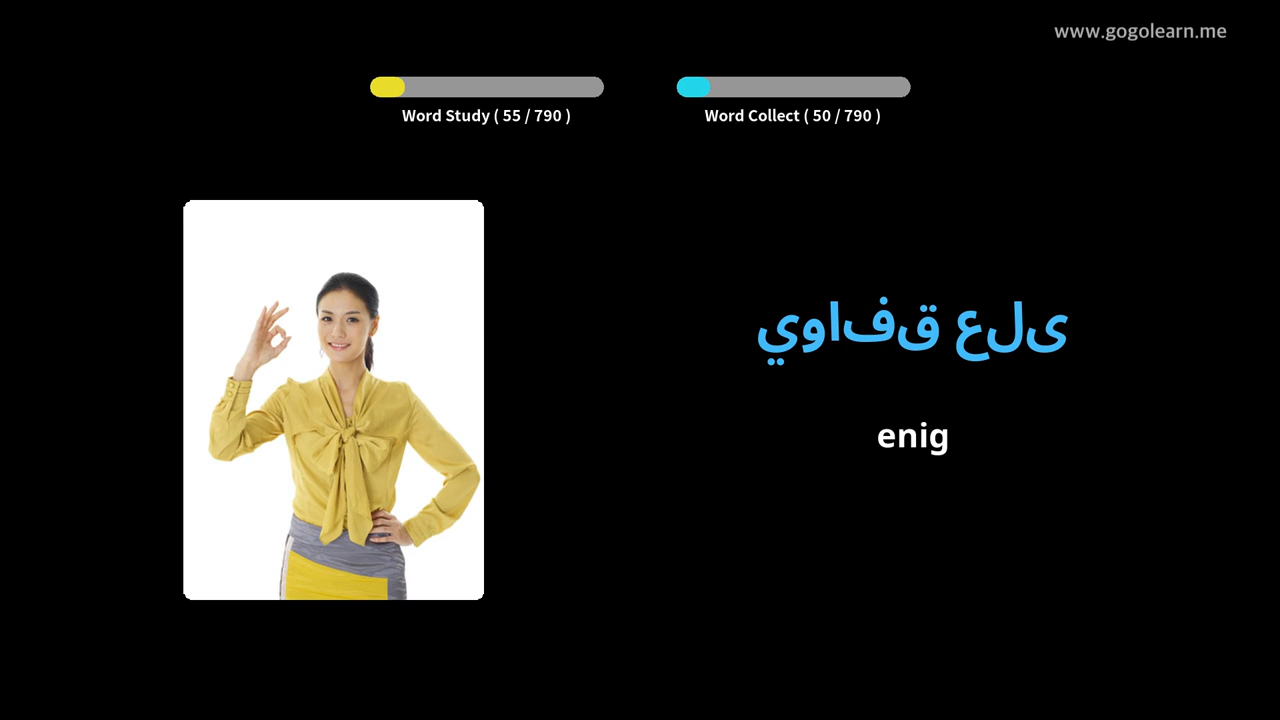 www.gogolearn.me
Word Study ( 55 / 790 )
Word Collect ( 50 / 790 )
يوافق على
enig